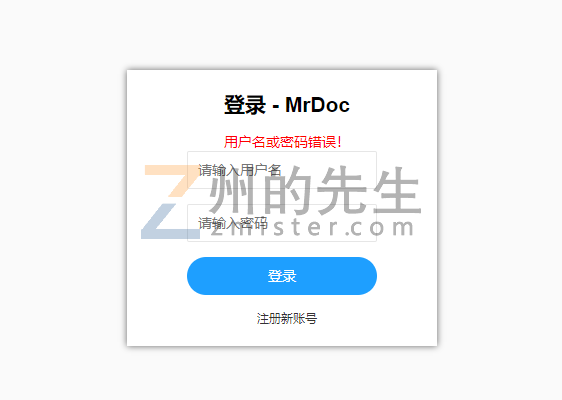 登录 - MrDoc
用户名或密码错误!
请输入用户名
Z州的先生
请输入密码
zmister.com
登录
注册新账号